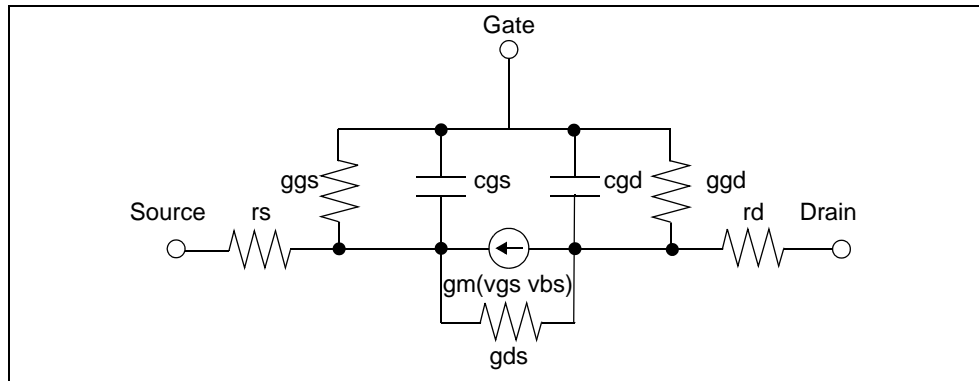 Gate
ggs
cgs
cgd
ggd
Source
rs
rd
Drain
gm(vgs vbs)
gds